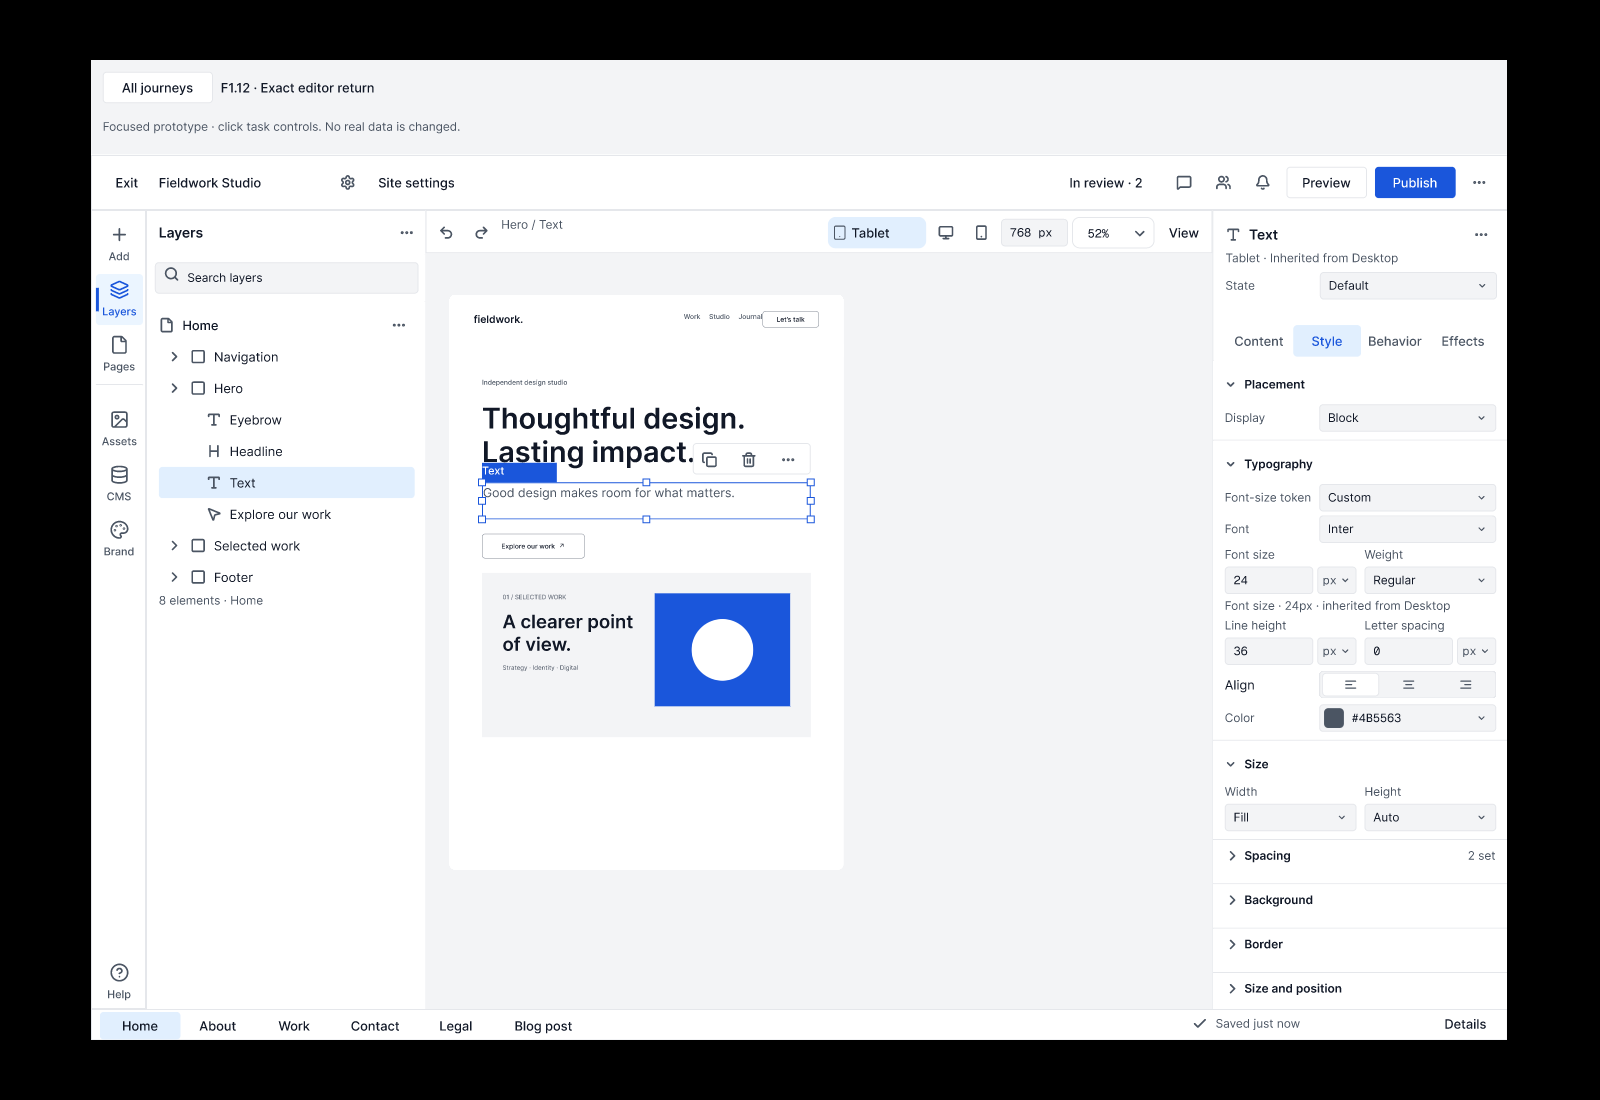 All journeys F1.12 · Exact editor return
Focused prototype · click task controls. No real data is changed.
Exit Fieldwork Studio Site settings In review · 2 Preview Publish
Add
Layers
Pages
Assets
CMS
Brand
Help
Layers
Search layers
Home
Navigation
Hero
Eyebrow
Headline
Text
Explore our work
Selected work
Footer
8 elements · Home
Hero / Text Tablet 768 px 52% View
fieldwork. Work Studio Journal Let's talk
Independent design studio
Thoughtful design.
Lasting impact.
Text
Good design makes room for what matters.
Explore our work ↗
01 / SELECTED WORK
A clearer point
of view.
Strategy · Identity · Digital
Text
Tablet · Inherited from Desktop
State Default
Content Style Behavior Effects
Placement
Display Block
Typography
Font-size token Custom
Font Inter
Font size Weight
24 px Regular
Font size · 24px · inherited from Desktop
Line height Letter spacing
36 px 0 px
Align
Color #4B5563
Size
Width Height
Fill Auto
Spacing 2 set
Background
Border
Size and position
Home About Work Contact Legal Blog post Saved just now Details